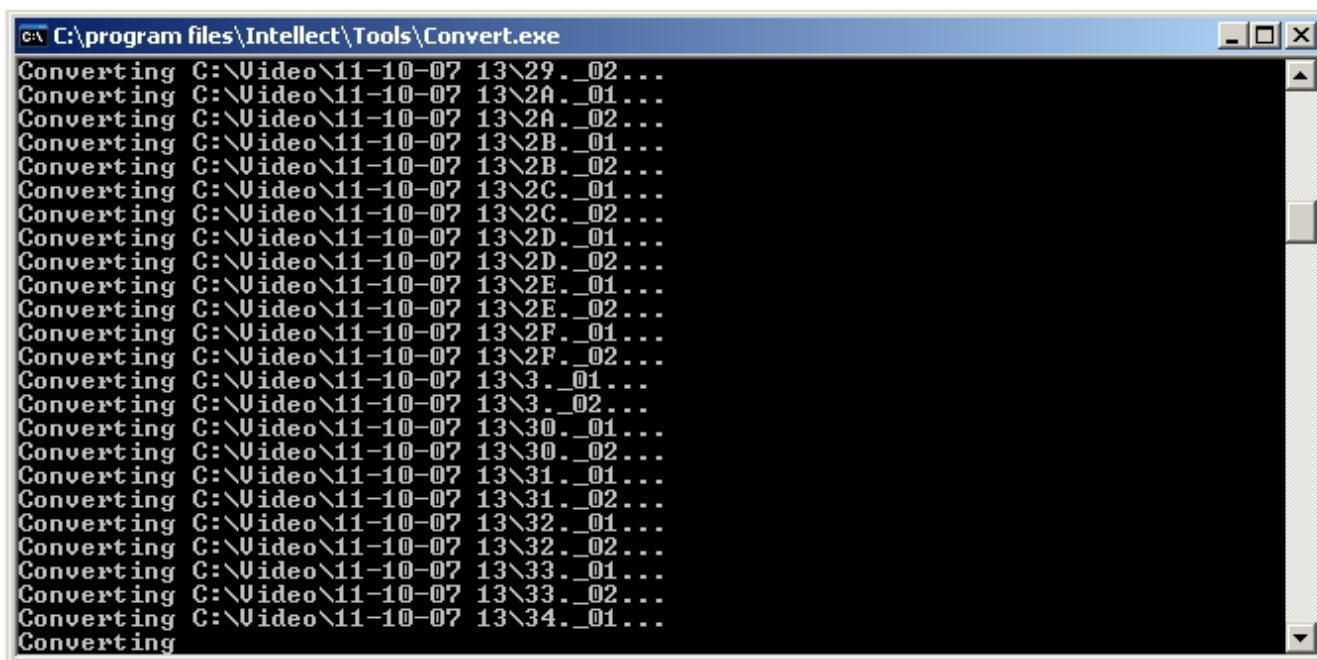 C:\program files\Intellect\Tools\Convert.exe
Converting C:\Video\11-10-07 13\29._02...
Converting C:\Video\11-10-07 13\2A._01...
Converting C:\Video\11-10-07 13\2A._02...
Converting C:\Video\11-10-07 13\2B._01...
Converting C:\Video\11-10-07 13\2B._02...
Converting C:\Video\11-10-07 13\2C._01...
Converting C:\Video\11-10-07 13\2C._02...
Converting C:\Video\11-10-07 13\2D._01...
Converting C:\Video\11-10-07 13\2D._02...
Converting C:\Video\11-10-07 13\2E._01...
Converting C:\Video\11-10-07 13\2E._02...
Converting C:\Video\11-10-07 13\2F._01...
Converting C:\Video\11-10-07 13\2F._02...
Converting C:\Video\11-10-07 13\3._01...
Converting C:\Video\11-10-07 13\3._02...
Converting C:\Video\11-10-07 13\30._01...
Converting C:\Video\11-10-07 13\30._02...
Converting C:\Video\11-10-07 13\31._01...
Converting C:\Video\11-10-07 13\31._02...
Converting C:\Video\11-10-07 13\32._01...
Converting C:\Video\11-10-07 13\32._02...
Converting C:\Video\11-10-07 13\33._01...
Converting C:\Video\11-10-07 13\33._02...
Converting C:\Video\11-10-07 13\34._01...
Converting